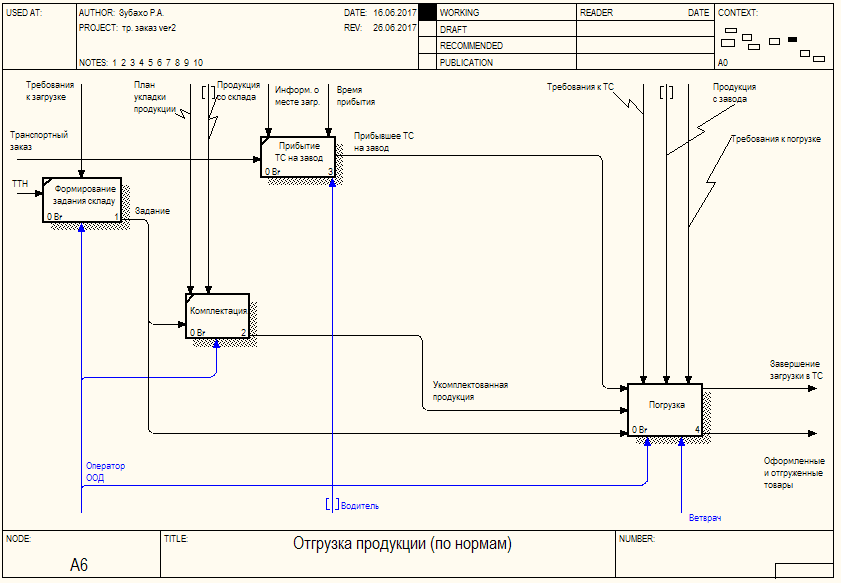 USED AT:
AUTHOR: Зубахо Р.А.
DATE: 16.06.2017
WORKING
READER
DATE
CONTEXT:
PROJECT: тр. заказ ver2
REV: 26.06.2017
DRAFT
RECOMMENDED
NOTES: 1 2 3 4 5 6 7 8 9 10
PUBLICATION
A0
Требования
к загрузке
План
укладки
продукции
Продукция
со склада
Информ. о
месте загр.
Время
прибытия
Требования к ТС
Продукция
с завода
Требования к погрузке
Транспортный
заказ
Прибытие
ТС на завод
0 Вr
3
Прибывшее ТС
на завод
ТТН
Формирование
задания складу
0 Вr
1
Задание
Комплектация
0 Вr
2
Укомплектованная
продукция
Завершение
загрузки в ТС
Погрузка
0 Вr
4
Оператор
ООД
Водитель
Ветврач
Оформленные
и отгруженные
товары
NODE:
A6
TITLE:
Отгрузка продукции (по нормам)
NUMBER: